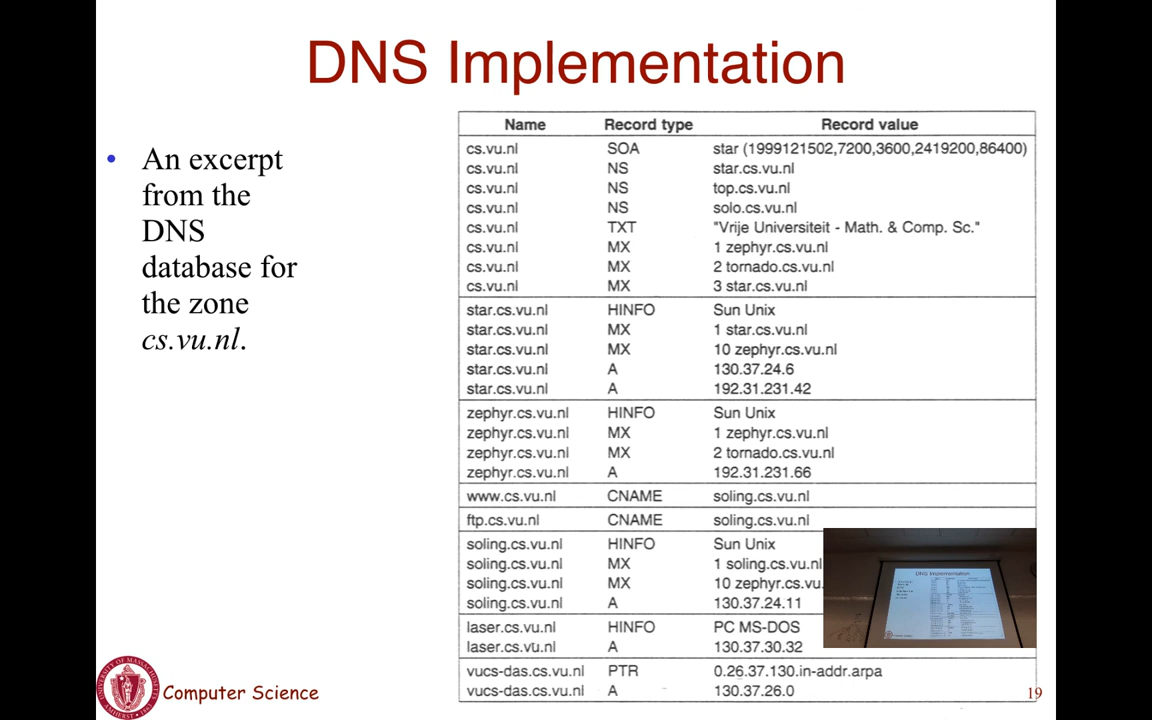 DNS Implementation
• An excerpt
from the
DNS
database for
the zone
cs.vu.nl.
Name Record type Record value
cs.vu.nl SOA star (1999121502,7200,3600,2419200,86400)
cs.vu.nl NS star.cs.vu.nl
cs.vu.nl NS top.cs.vu.nl
cs.vu.nl NS solo.cs.vu.nl
cs.vu.nl TXT "Vrije Universiteit - Math. & Comp. Sc."
cs.vu.nl MX 1 zephyr.cs.vu.nl
cs.vu.nl MX 2 tornado.cs.vu.nl
cs.vu.nl MX 3 star.cs.vu.nl
star.cs.vu.nl HINFO Sun Unix
star.cs.vu.nl MX 1 star.cs.vu.nl
star.cs.vu.nl MX 10 zephyr.cs.vu.nl
star.cs.vu.nl A 130.37.24.6
star.cs.vu.nl A 192.31.231.42
zephyr.cs.vu.nl HINFO Sun Unix
zephyr.cs.vu.nl MX 1 zephyr.cs.vu.nl
zephyr.cs.vu.nl MX 2 tornado.cs.vu.nl
zephyr.cs.vu.nl A 192.31.231.66
www.cs.vu.nl CNAME soling.cs.vu.nl
ftp.cs.vu.nl CNAME soling.cs.vu.nl
soling.cs.vu.nl HINFO Sun Unix
soling.cs.vu.nl MX 1 soling.cs.vu.nl
soling.cs.vu.nl MX 10 zephyr.cs.vu.
soling.cs.vu.nl A 130.37.24.11
laser.cs.vu.nl HINFO PC MS-DOS
laser.cs.vu.nl A 130.37.30.32
vucs-das.cs.vu.nl PTR 0.26.37.130.in-addr.arpa
vucs-das.cs.vu.nl A 130.37.26.0
DNS Implementation
Computer Science
19